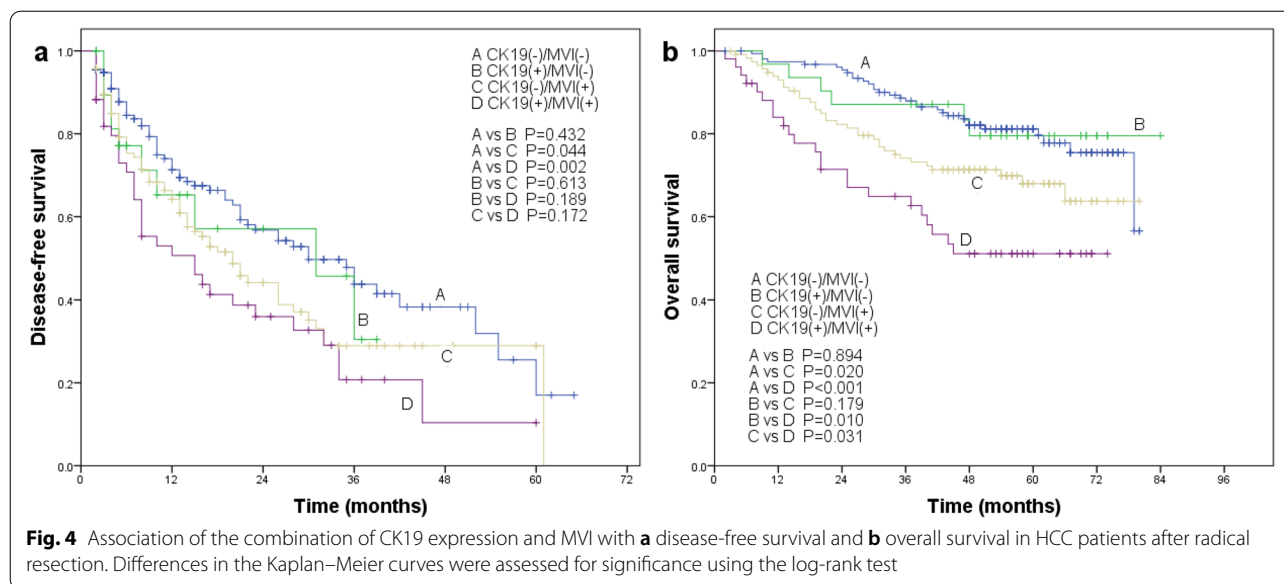 a
A CK19(-)/MVI(-)
B CK19(+)/MVI(-)
C CK19(-)/MVI(+)
D CK19(+)/MVI(+)
A vs B P=0.432
A vs C P=0.044
A vs D P=0.002
B vs C P=0.613
B vs D P=0.189
C vs D P=0.172
A
B
C
D
Disease-free survival
1.0
0.8
0.6
0.4
0.2
0.0
0 12 24 36 48 60 72
Time (months)
b
A
B
C
D
A CK19(-)/MVI(-)
B CK19(+)/MVI(-)
C CK19(-)/MVI(+)
D CK19(+)/MVI(+)
A vs B P=0.894
A vs C P=0.020
A vs D P<0.001
B vs C P=0.179
B vs D P=0.010
C vs D P=0.031
Overall survival
1.0
0.8
0.6
0.4
0.2
0.0
0 12 24 36 48 60 72 84 96
Time (months)
Fig. 4 Association of the combination of CK19 expression and MVI with a disease-free survival and b overall survival in HCC patients after radical
resection. Differences in the Kaplan–Meier curves were assessed for significance using the log-rank test